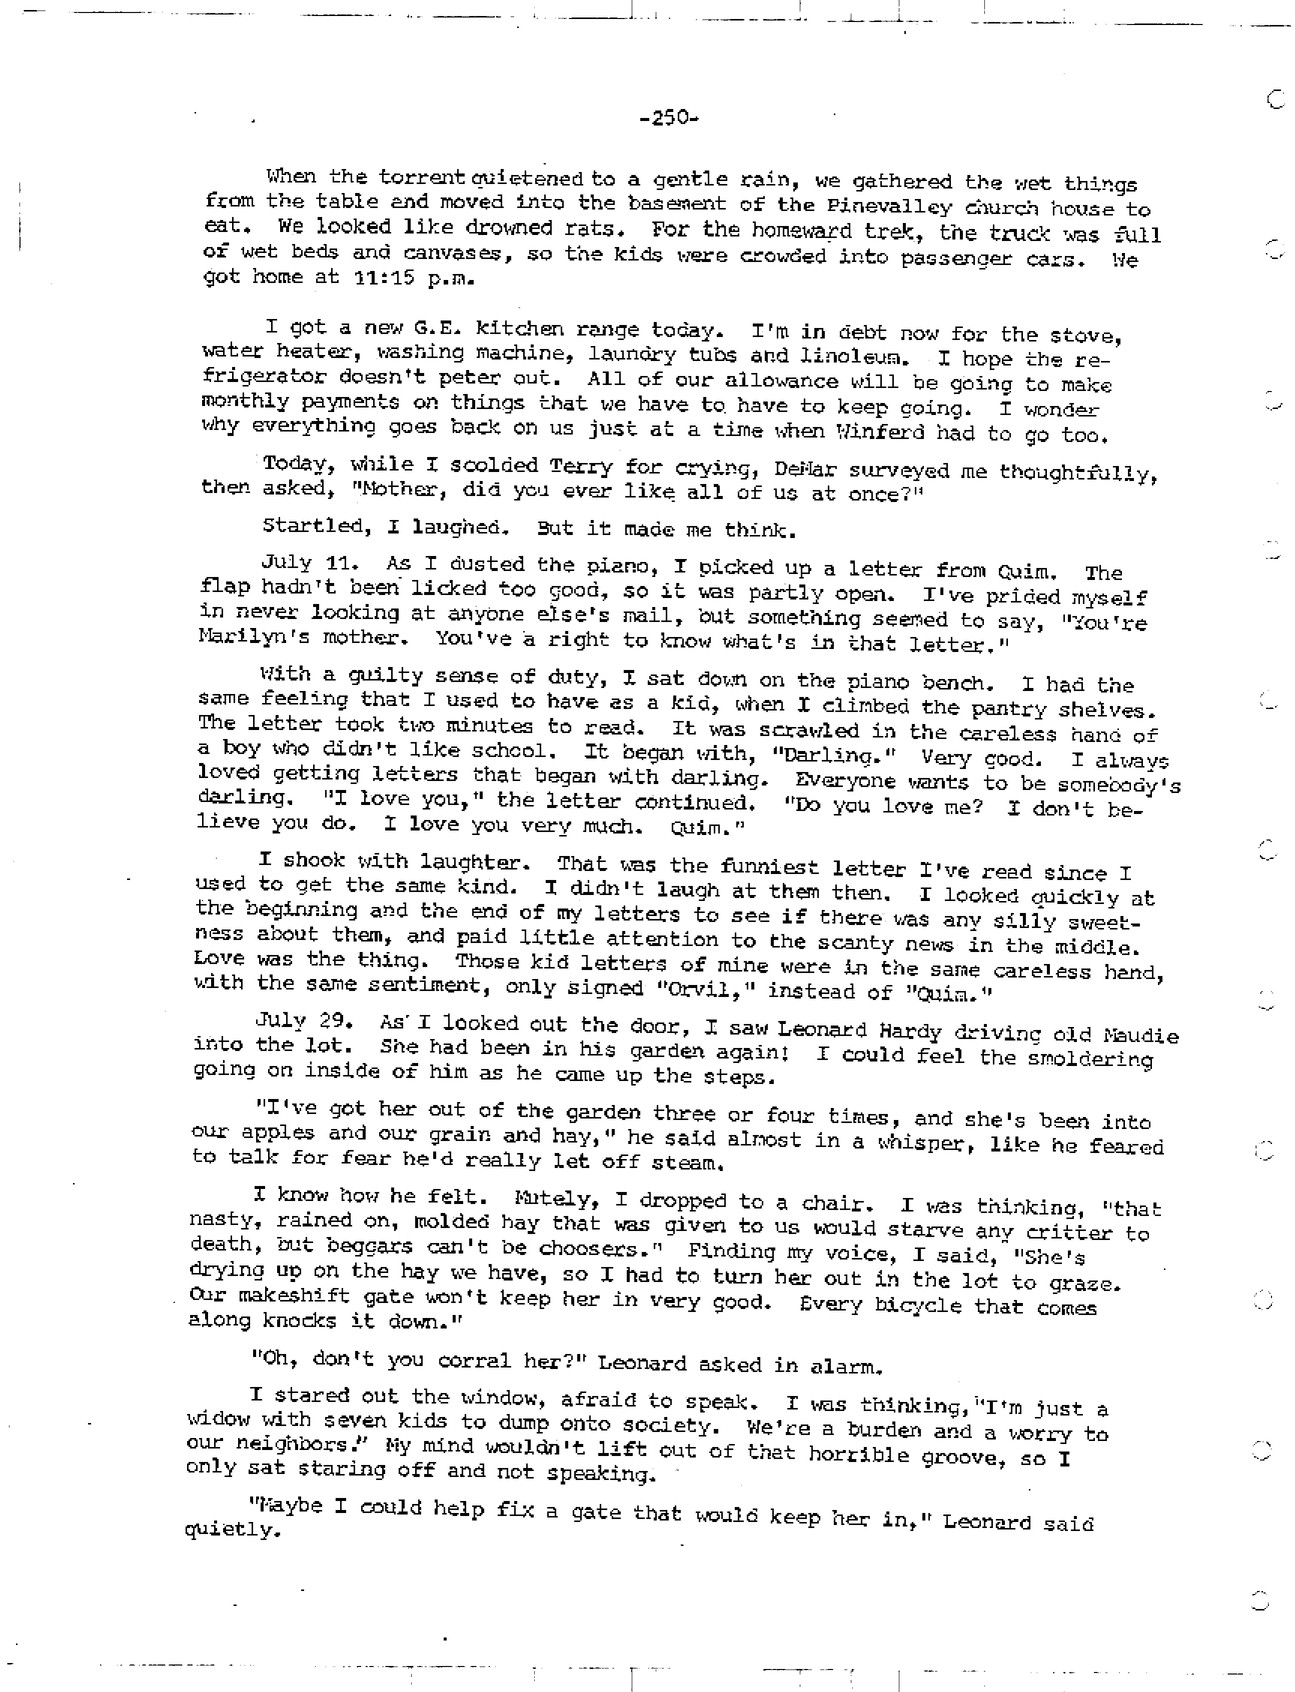 -250-
When the torrent quietened to a gentle rain, we gathered the wet things
from the table and moved into the basement of the Pinevalley church house to
eat. We looked like drowned rats. For the homeward trek, the truck was full
of wet beds and canvases, so the kids were crowded into passenger cars. We
got home at 11:15 p.m.
I got a new G.E. kitchen range today. I'm in debt now for the stove,
water heater, washing machine, laundry tubs and linoleum. I hope the re-
frigerator doesn't peter out. All of our allowance will be going to make
monthly payments on things that we have to have to keep going. I wonder
why everything goes back on us just at a time when Winferd had to go too.
Today, while I scolded Terry for crying, DeMar surveyed me thoughtfully,
then asked, "Mother, did you ever like all of us at once?"
Startled, I laughed. But it made me think.
July 11. As I dusted the piano, I picked up a letter from Quim. The
flap hadn't been licked too good, so it was partly open. I've prided myself
in never looking at anyone else's mail, but something seemed to say, "You're
Marilyn's mother. You've a right to know what's in that letter."
With a guilty sense of duty, I sat down on the piano bench. I had the
same feeling that I used to have as a kid, when I climbed the pantry shelves.
The letter took two minutes to read. It was scrawled in the careless hand of
a boy who didn't like school. It began with, "Darling." Very good. I always
loved getting letters that began with darling. Everyone wants to be somebody's
darling. "I love you," the letter continued. "Do you love me? I don't be-
lieve you do. I love you very much. Quim."
I shook with laughter. That was the funniest letter I've read since I
used to get the same kind. I didn't laugh at them then. I looked quickly at
the beginning and the end of my letters to see if there was any silly sweet-
ness about them, and paid little attention to the scanty news in the middle.
Love was the thing. Those kid letters of mine were in the same careless hand,
with the same sentiment, only signed "Orvil," instead of "Quim."
July 29. As I looked out the door, I saw Leonard Hardy driving old Maudie
into the lot. She had been in his garden again! I could feel the smoldering
going on inside of him as he came up the steps.
"I've got her out of the garden three or four times, and she's been into
our apples and our grain and hay," he said almost in a whisper, like he feared
to talk for fear he'd really let off steam.
I know how he felt. Mutely, I dropped to a chair. I was thinking, "that
nasty, rained on, molded hay that was given to us would starve any critter to
death, but beggars can't be choosers." Finding my voice, I said, "She's
drying up on the hay we have, so I had to turn her out in the lot to graze.
Our makeshift gate won't keep her in very good. Every bicycle that comes
along knocks it down."
"Oh, don't you corral her?" Leonard asked in alarm.
I stared out the window, afraid to speak. I was thinking, "I'm just a
widow with seven kids to dump onto society. We're a burden and a worry to
our neighbors." My mind wouldn't lift out of that horrible groove, so I
only sat staring off and not speaking.
"Maybe I could help fix a gate that would keep her in," Leonard said
quietly.